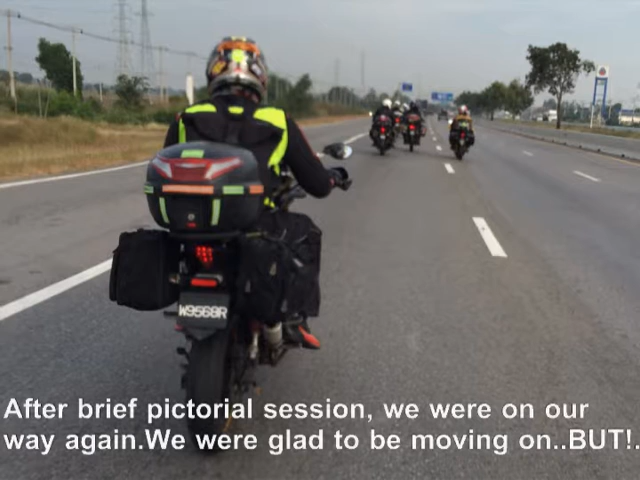 W9568R
After brief pictorial session, we were on our
way again.We were glad to be moving on..BUT!.